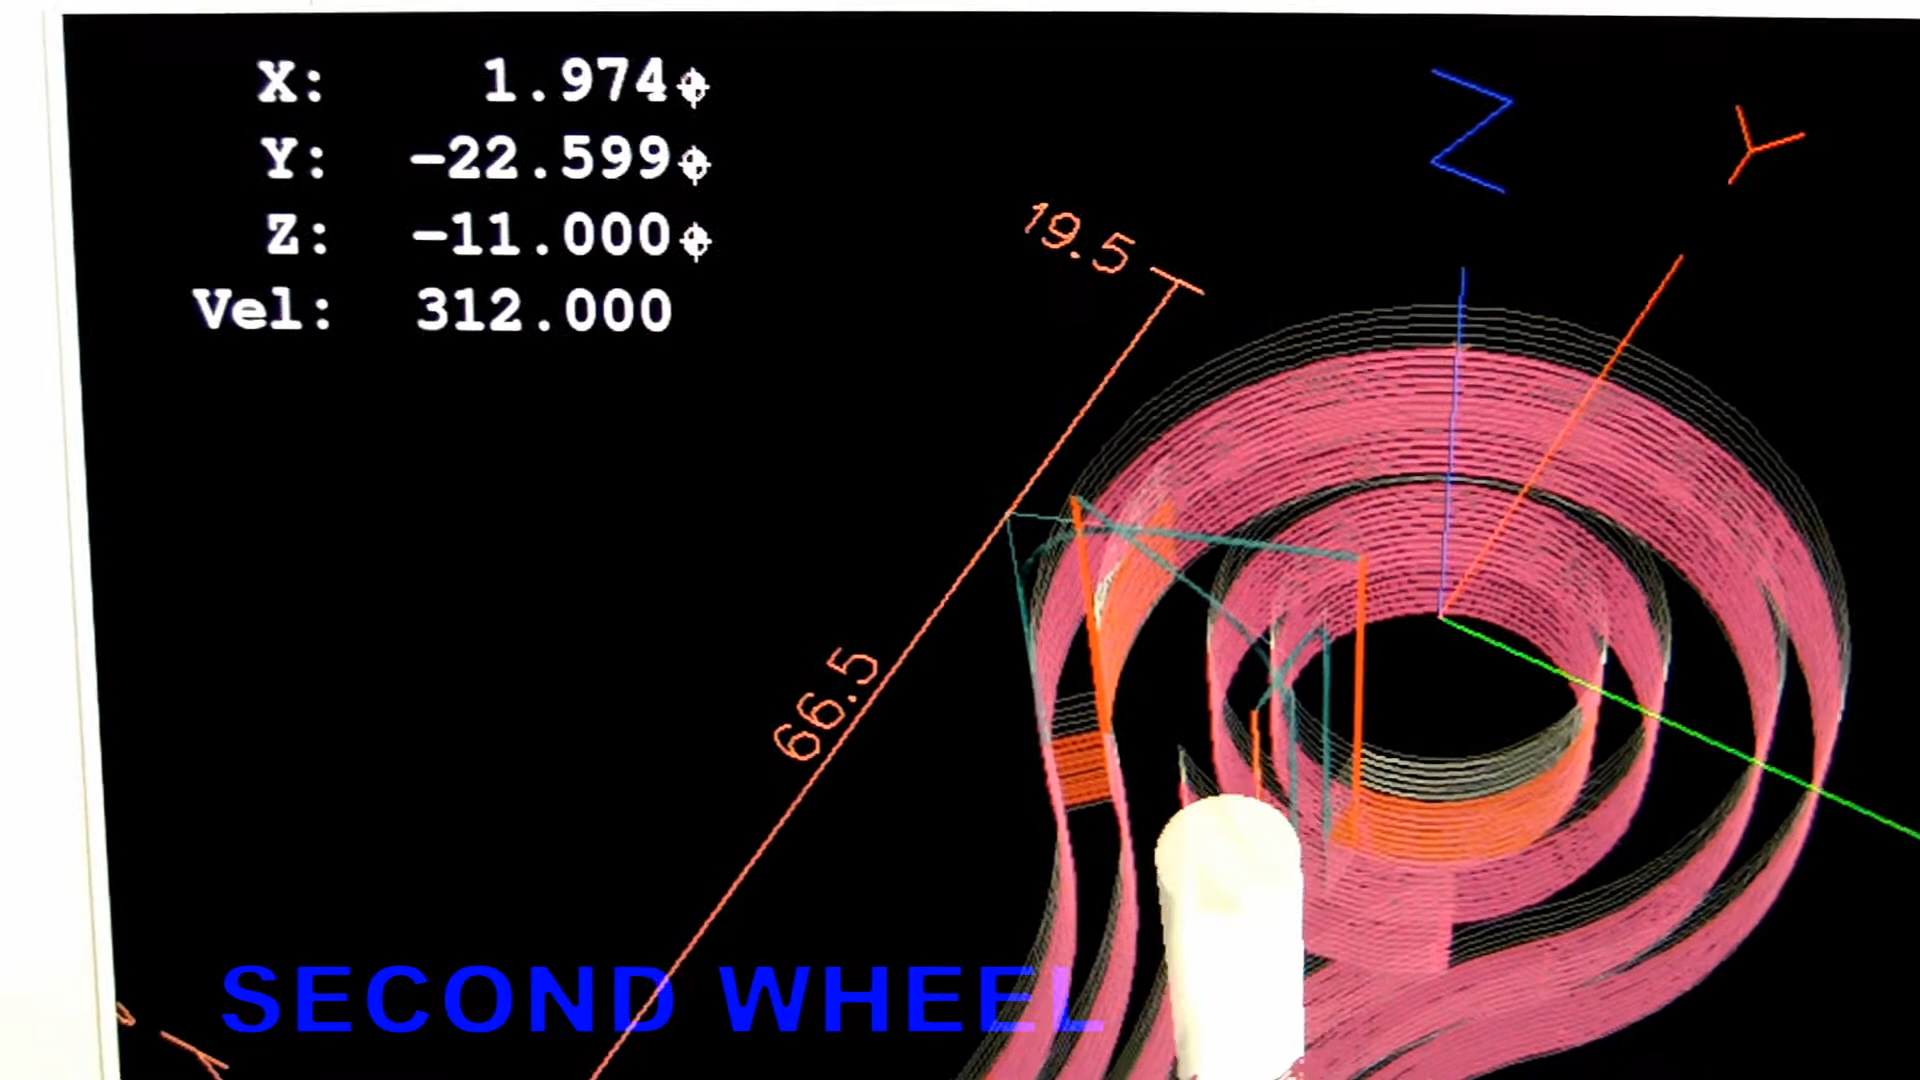 X: 1.974
Y: -22.599
Z: -11.000
Vel: 312.000
Z
Y
19.5
66.5
SECOND WHEEL